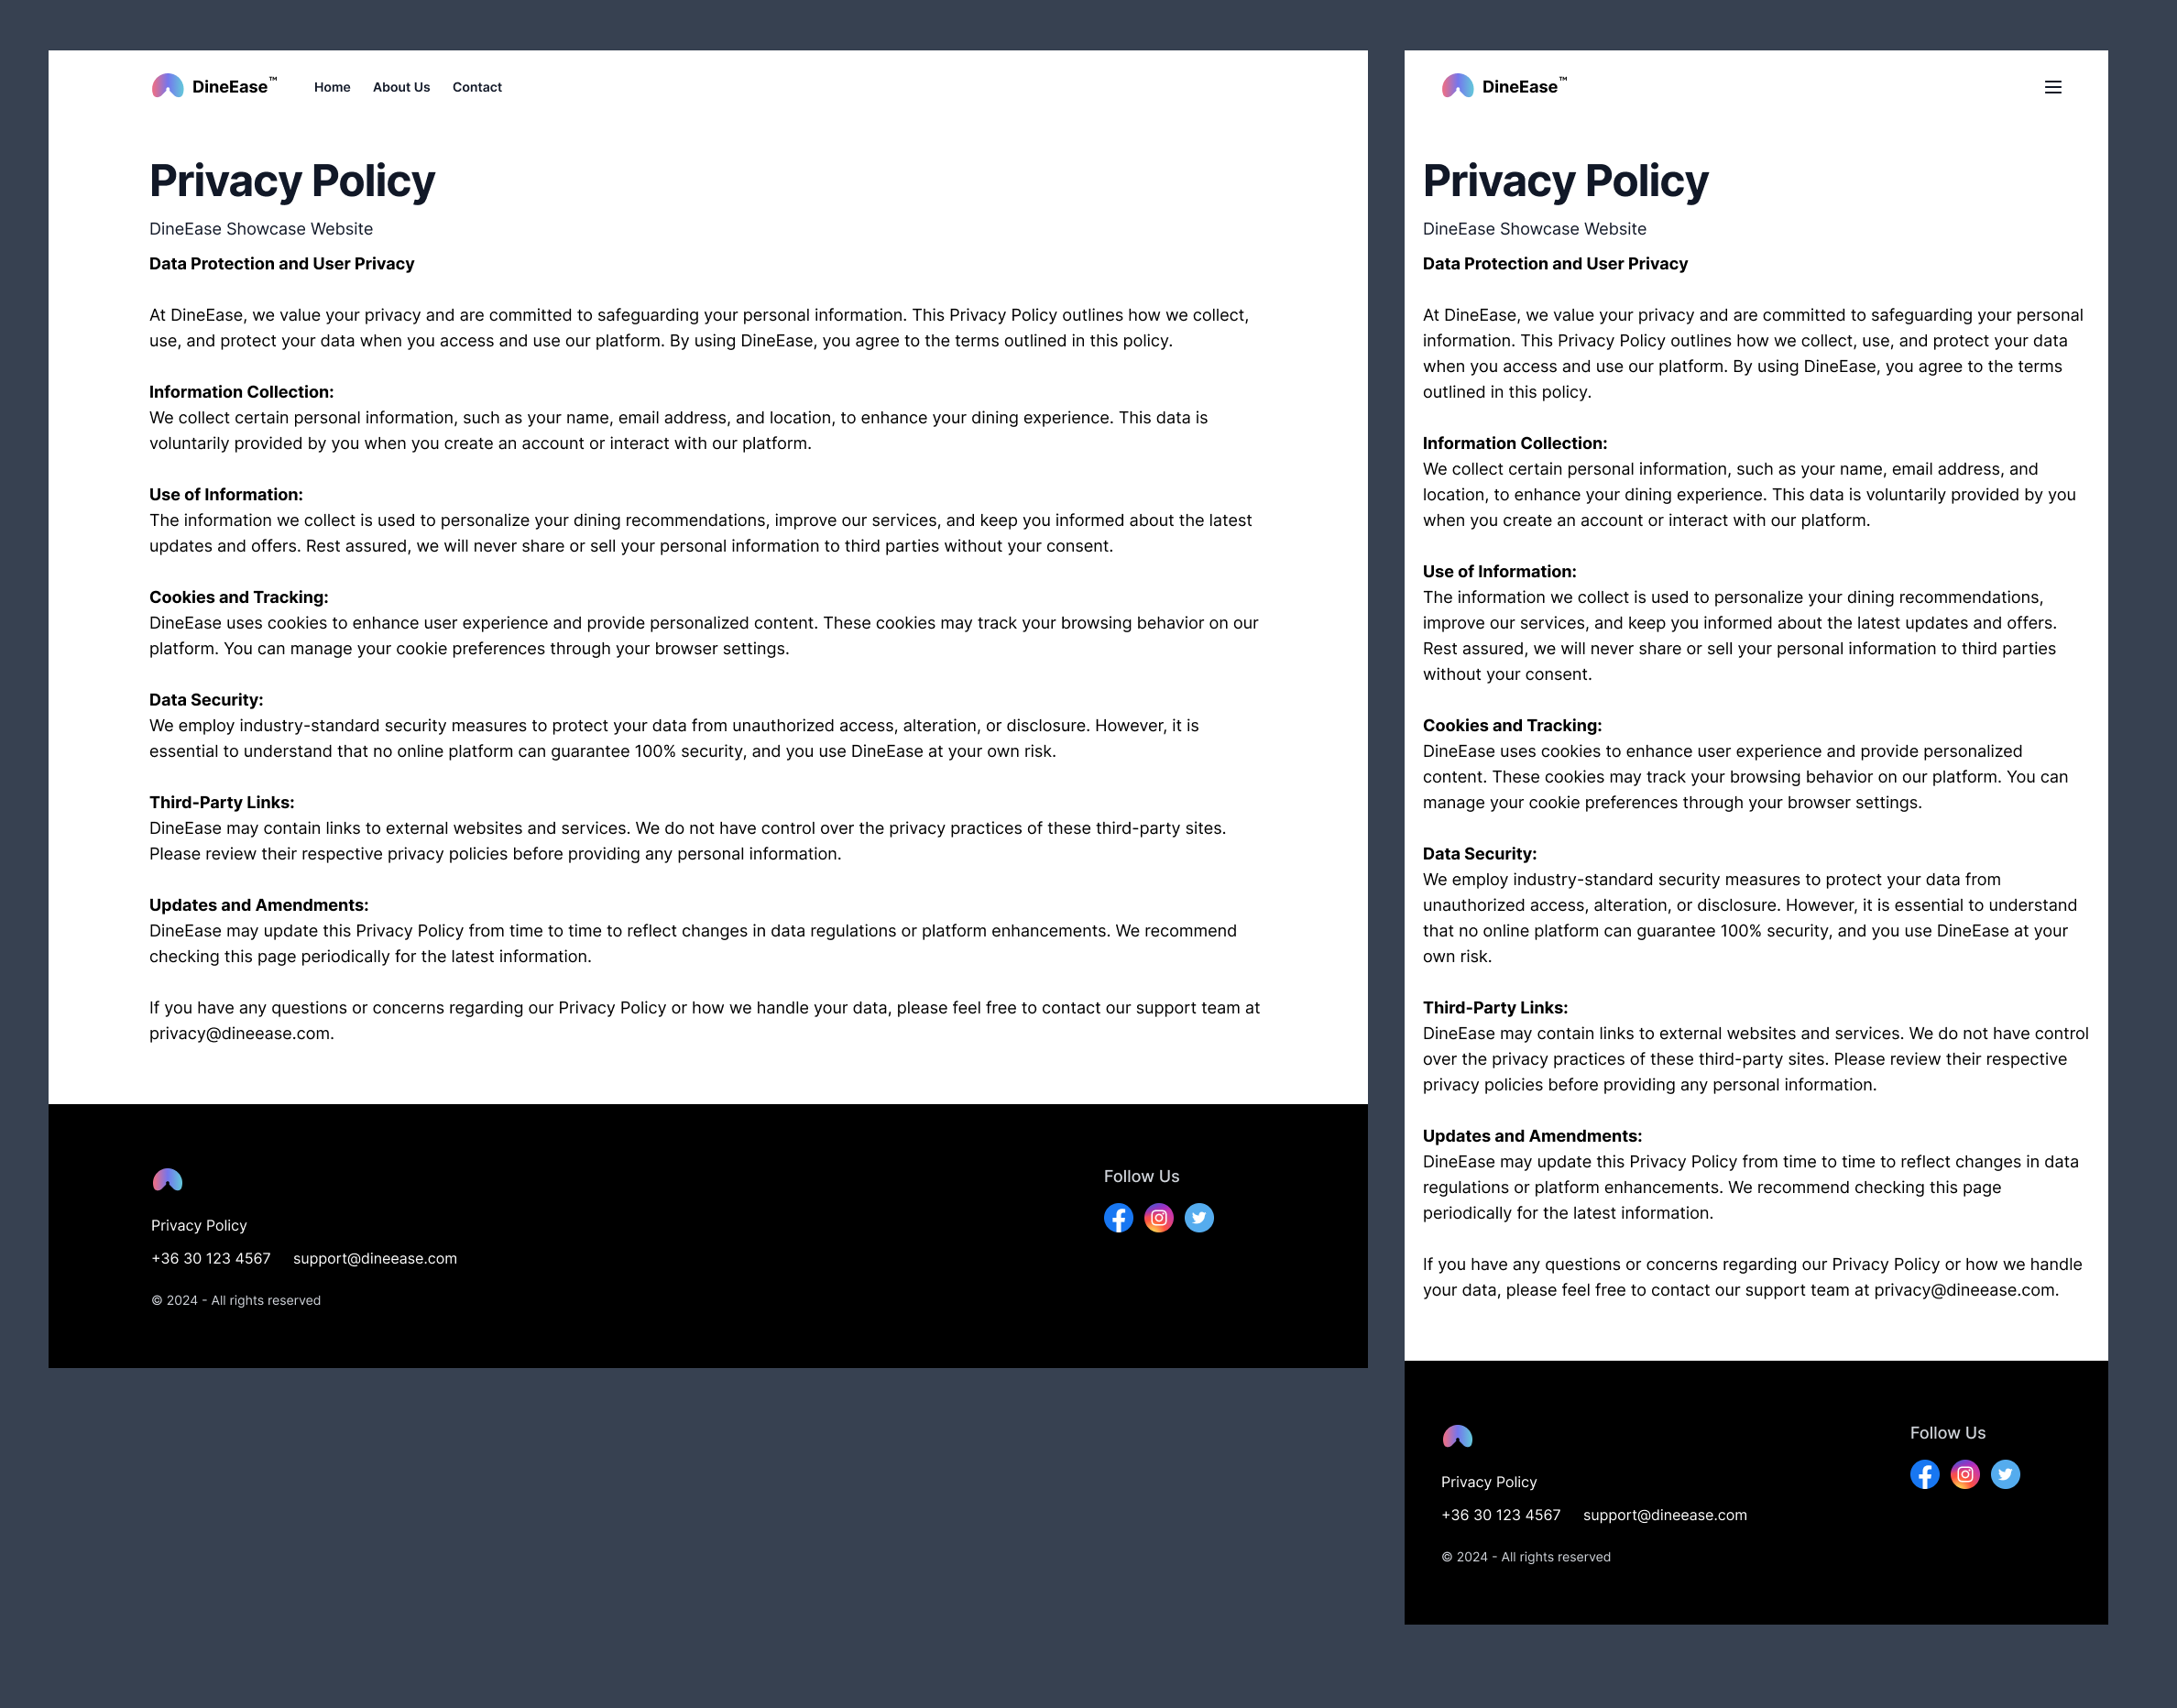 DineEase™
Home About Us Contact
Privacy Policy
DineEase Showcase Website
Data Protection and User Privacy
At DineEase, we value your privacy and are committed to safeguarding your personal information. This Privacy Policy outlines how we collect,
use, and protect your data when you access and use our platform. By using DineEase, you agree to the terms outlined in this policy.
Information Collection:
We collect certain personal information, such as your name, email address, and location, to enhance your dining experience. This data is
voluntarily provided by you when you create an account or interact with our platform.
Use of Information:
The information we collect is used to personalize your dining recommendations, improve our services, and keep you informed about the latest
updates and offers. Rest assured, we will never share or sell your personal information to third parties without your consent.
Cookies and Tracking:
DineEase uses cookies to enhance user experience and provide personalized content. These cookies may track your browsing behavior on our
platform. You can manage your cookie preferences through your browser settings.
Data Security:
We employ industry-standard security measures to protect your data from unauthorized access, alteration, or disclosure. However, it is
essential to understand that no online platform can guarantee 100% security, and you use DineEase at your own risk.
Third-Party Links:
DineEase may contain links to external websites and services. We do not have control over the privacy practices of these third-party sites.
Please review their respective privacy policies before providing any personal information.
Updates and Amendments:
DineEase may update this Privacy Policy from time to time to reflect changes in data regulations or platform enhancements. We recommend
checking this page periodically for the latest information.
If you have any questions or concerns regarding our Privacy Policy or how we handle your data, please feel free to contact our support team at
privacy@dineease.com.
Follow Us
Privacy Policy
+36 30 123 4567 support@dineease.com
© 2024 - All rights reserved
DineEase™
Privacy Policy
DineEase Showcase Website
Data Protection and User Privacy
At DineEase, we value your privacy and are committed to safeguarding your personal
information. This Privacy Policy outlines how we collect, use, and protect your data
when you access and use our platform. By using DineEase, you agree to the terms
outlined in this policy.
Information Collection:
We collect certain personal information, such as your name, email address, and
location, to enhance your dining experience. This data is voluntarily provided by you
when you create an account or interact with our platform.
Use of Information:
The information we collect is used to personalize your dining recommendations,
improve our services, and keep you informed about the latest updates and offers.
Rest assured, we will never share or sell your personal information to third parties
without your consent.
Cookies and Tracking:
DineEase uses cookies to enhance user experience and provide personalized
content. These cookies may track your browsing behavior on our platform. You can
manage your cookie preferences through your browser settings.
Data Security:
We employ industry-standard security measures to protect your data from
unauthorized access, alteration, or disclosure. However, it is essential to understand
that no online platform can guarantee 100% security, and you use DineEase at your
own risk.
Third-Party Links:
DineEase may contain links to external websites and services. We do not have control
over the privacy practices of these third-party sites. Please review their respective
privacy policies before providing any personal information.
Updates and Amendments:
DineEase may update this Privacy Policy from time to time to reflect changes in data
regulations or platform enhancements. We recommend checking this page
periodically for the latest information.
If you have any questions or concerns regarding our Privacy Policy or how we handle
your data, please feel free to contact our support team at privacy@dineease.com.
Follow Us
Privacy Policy
+36 30 123 4567 support@dineease.com
© 2024 - All rights reserved